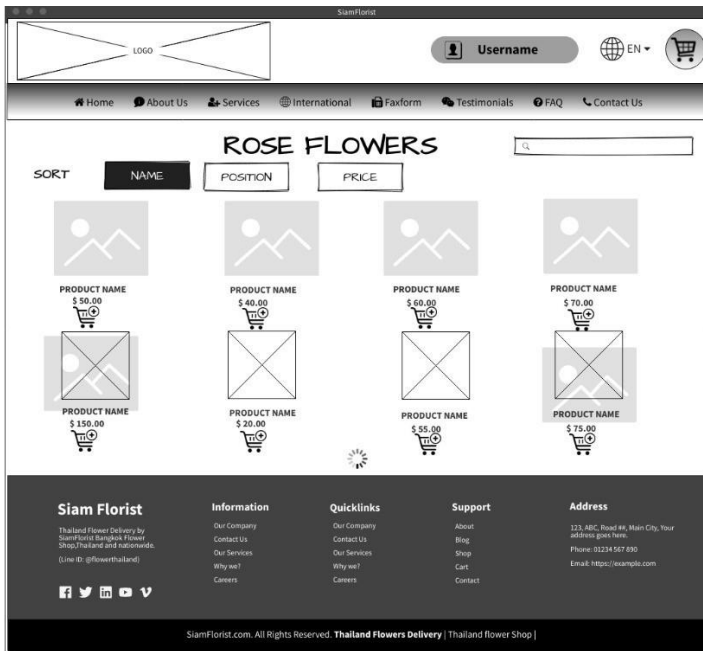 SiamFlorist
LOGO
Username
EN
Home About Us Services International Faxform Testimonials FAQ Contact Us
ROSE FLOWERS
SORT NAME POSITION PRICE
PRODUCT NAME PRODUCT NAME PRODUCT NAME PRODUCT NAME
$ 50.00 $ 40.00 $ 60.00 $ 70.00
PRODUCT NAME PRODUCT NAME PRODUCT NAME PRODUCT NAME
$ 150.00 $ 20.00 $ 55.00 $ 75.00
Siam Florist
Thailand Flower Delivery by
SiamFlorist Bangkok Flower
Shop,Thailand and nationwide.
(Line ID: @flowerthailand)
Information
Our Company
Contact Us
Our Services
Why we?
Careers
Quicklinks
Our Company
Contact Us
Our Services
Why we?
Careers
Support
About
Blog
Shop
Cart
Contact
Address
123, ABC, Road ##, Main City, Your
address goes here.
Phone: 01234 567 890
Email: https://example.com
SiamFlorist.com. All Rights Reserved. Thailand Flowers Delivery | Thailand flower Shop |